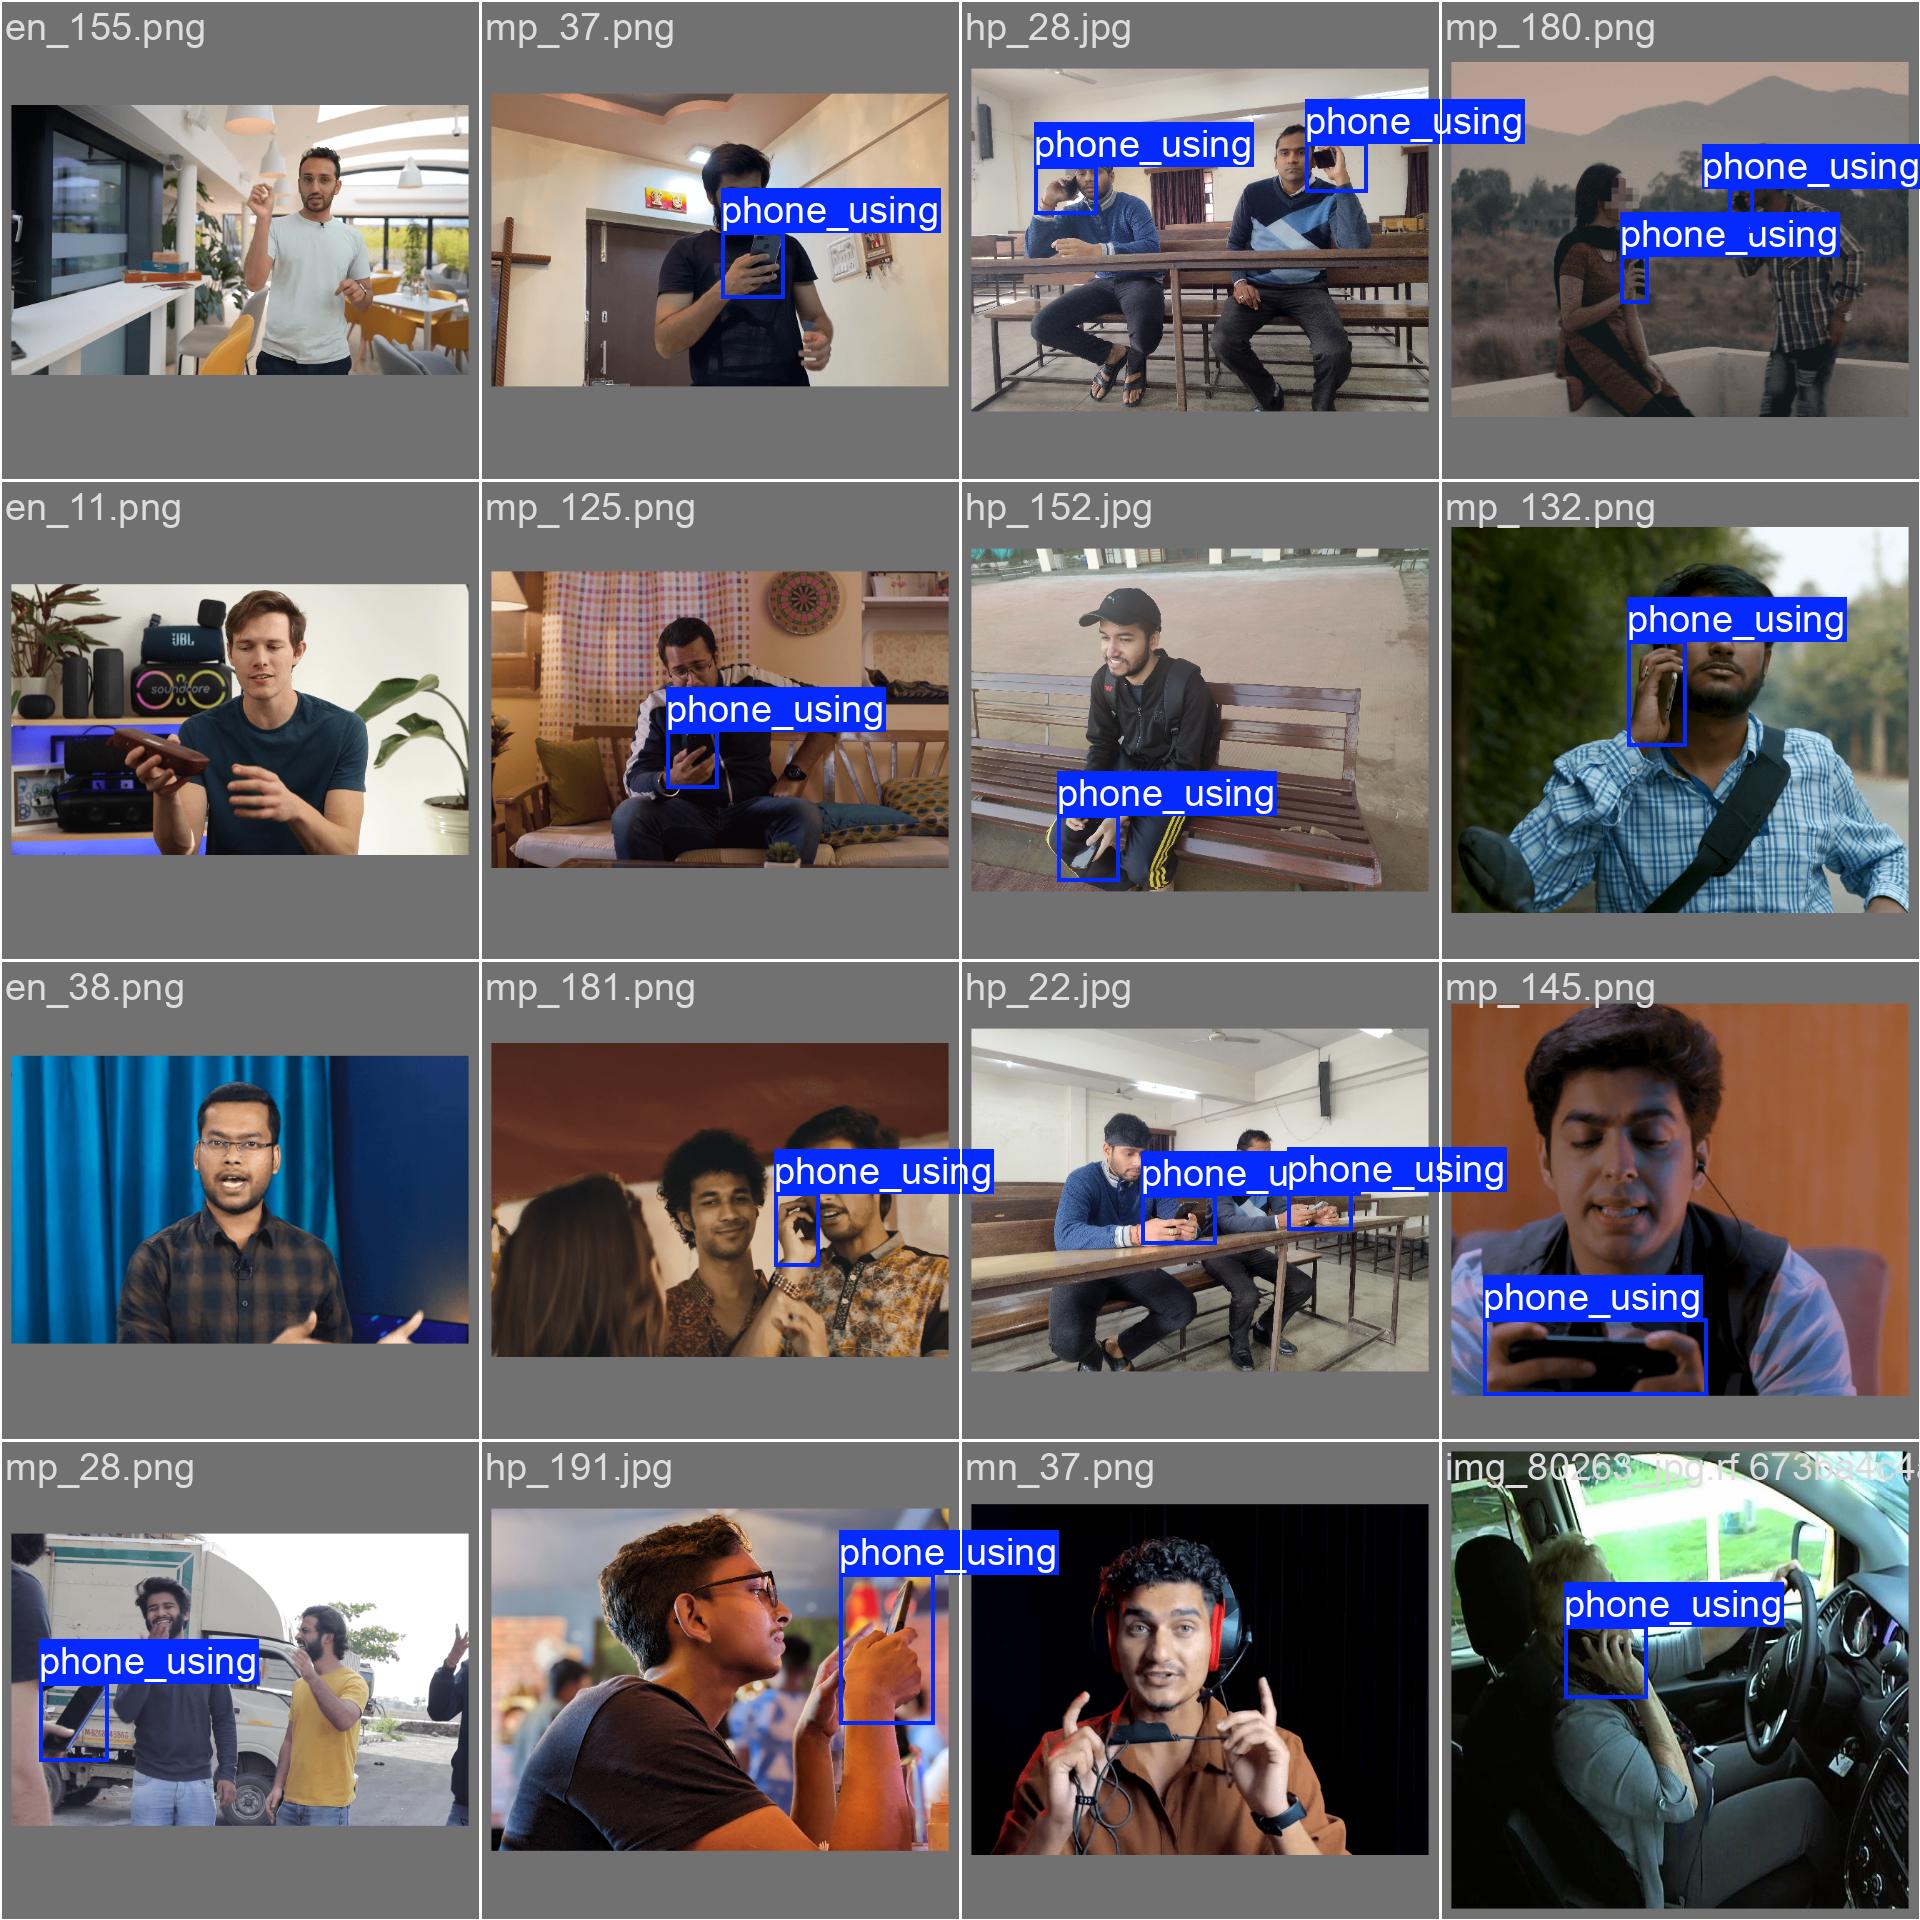 en_155.png
mp_37.png
hp_28.jpg
mp_180.png
phone_using
phone_using
phone_using
phone_using
phone_using
en_11.png
mp_125.png
hp_152.jpg
mp_132.png
JBL
soundcore
phone_using
phone_using
phone_using
en_38.png
mp_181.png
hp_22.jpg
mp_145.png
phone_using
phone_u
phone_using
phone_using
mp_28.png
hp_191.jpg
mn_37.png
img_80263_jpg.rf.673ba4c4
phone_using
phone_using
phone_using